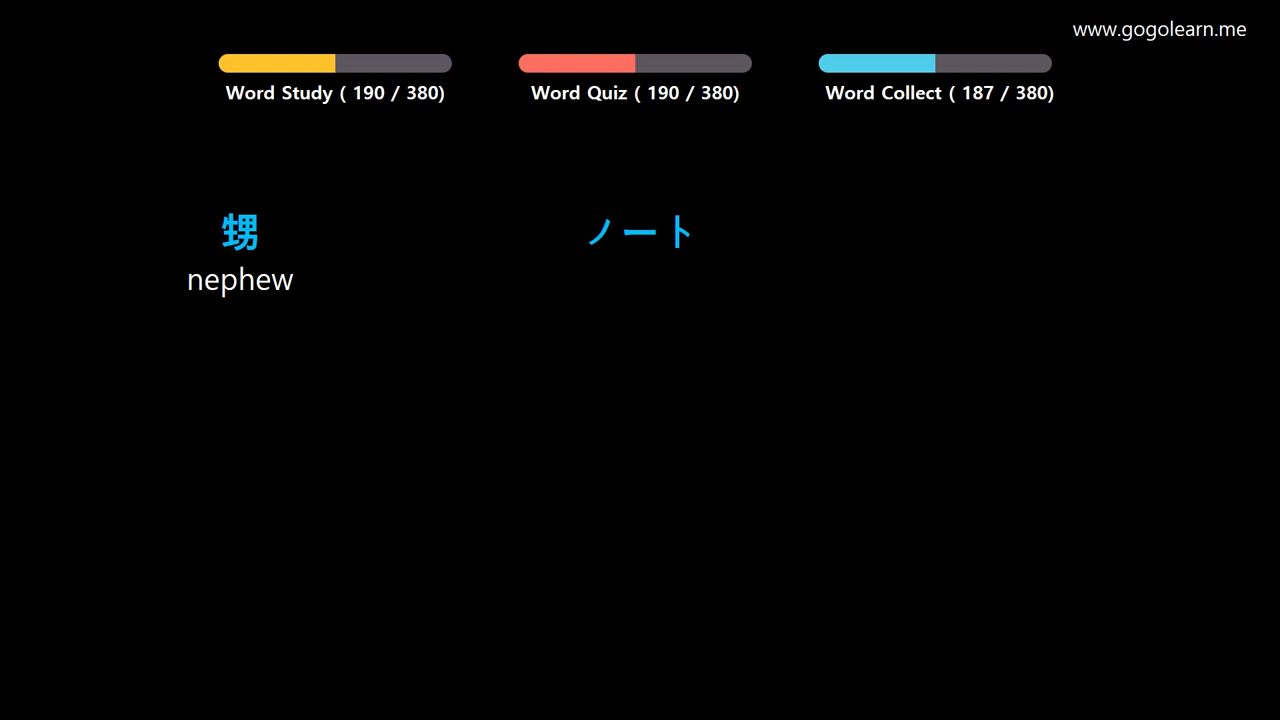 www.gogolearn.me
Word Study ( 190 / 380)
Word Quiz ( 190 / 380)
Word Collect ( 187 / 380)
甥
nephew
ノート